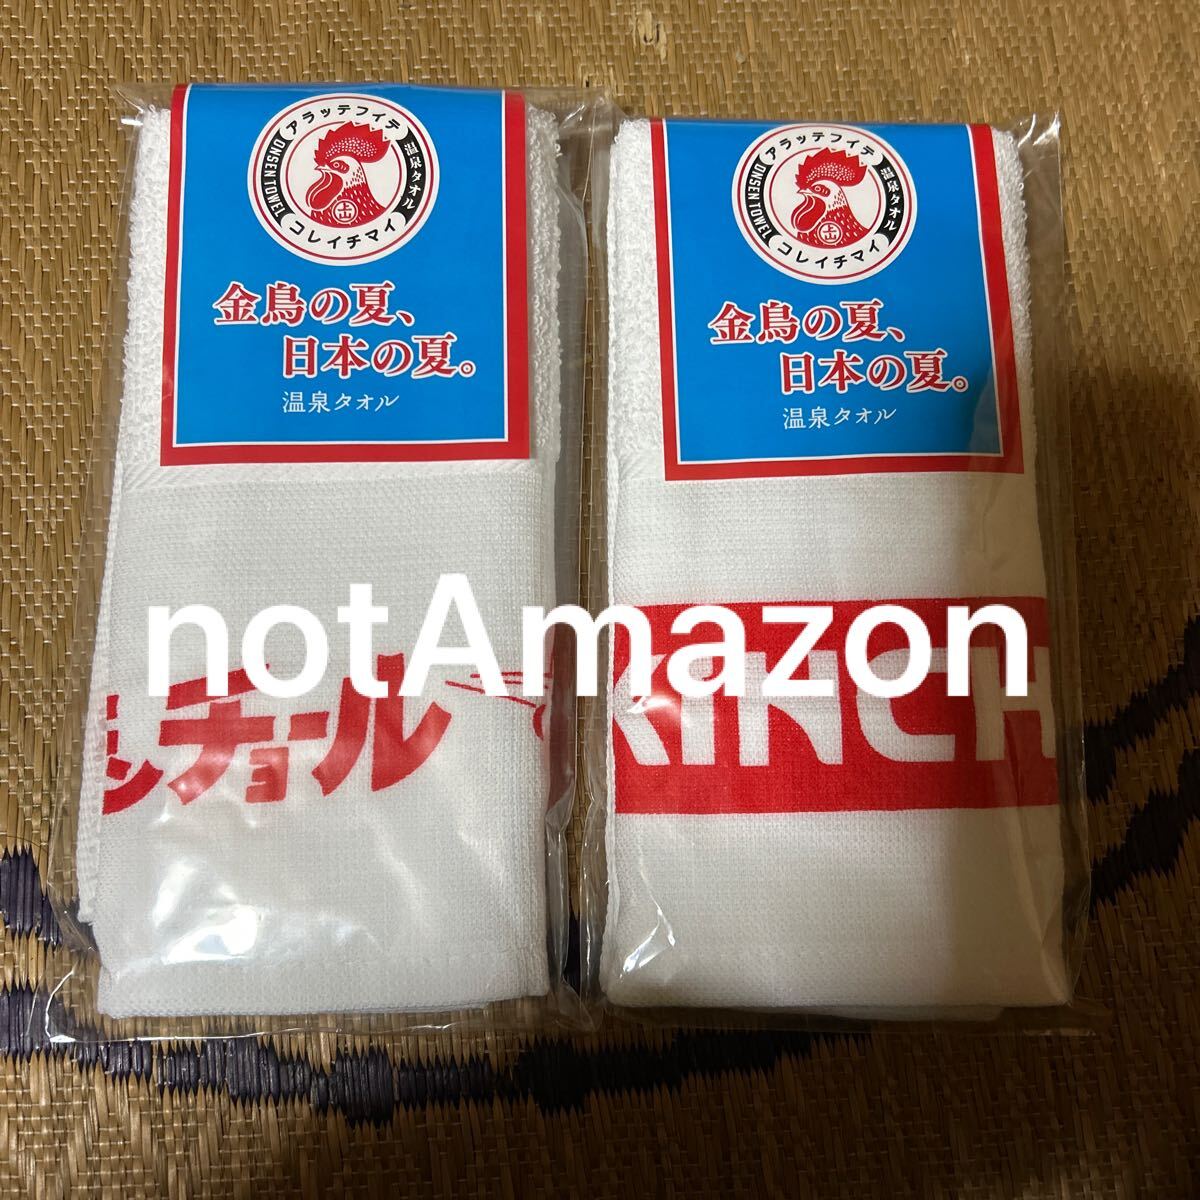 アラッテフイテ
ONSEN TOWEL
温泉タオル
コレイチマイ
金鳥の夏、
日本の夏。
温泉タオル
アラッテフイテ
ONSEN TOWEL
温泉タオル
コレイチマイ
金鳥の夏、
日本の夏。
温泉タオル
notAmazon
ンチョール
KINCH